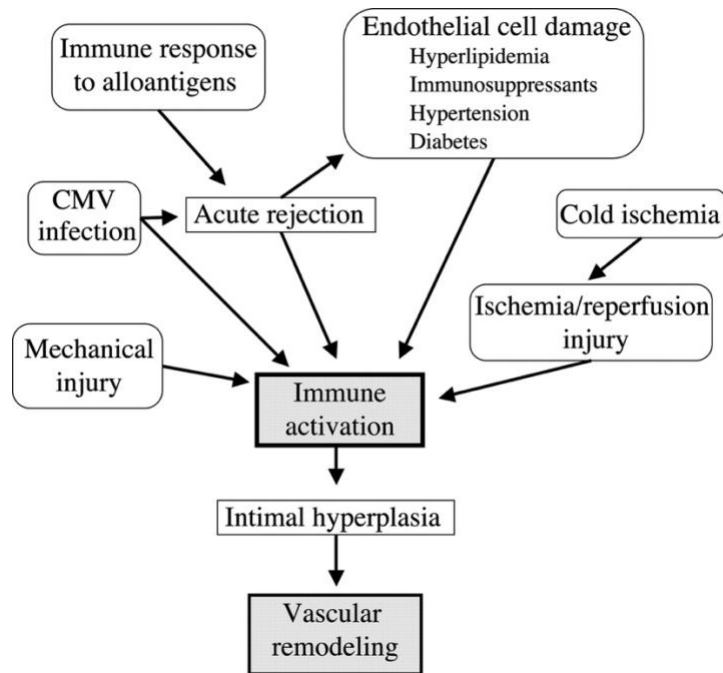 Immune response
to alloantigens
Endothelial cell damage
Hyperlipidemia
Immunosuppressants
Hypertension
Diabetes
CMV
infection
Acute rejection
Cold ischemia
Ischemia/reperfusion
injury
Mechanical
injury
Immune
activation
Intimal hyperplasia
Vascular
remodeling